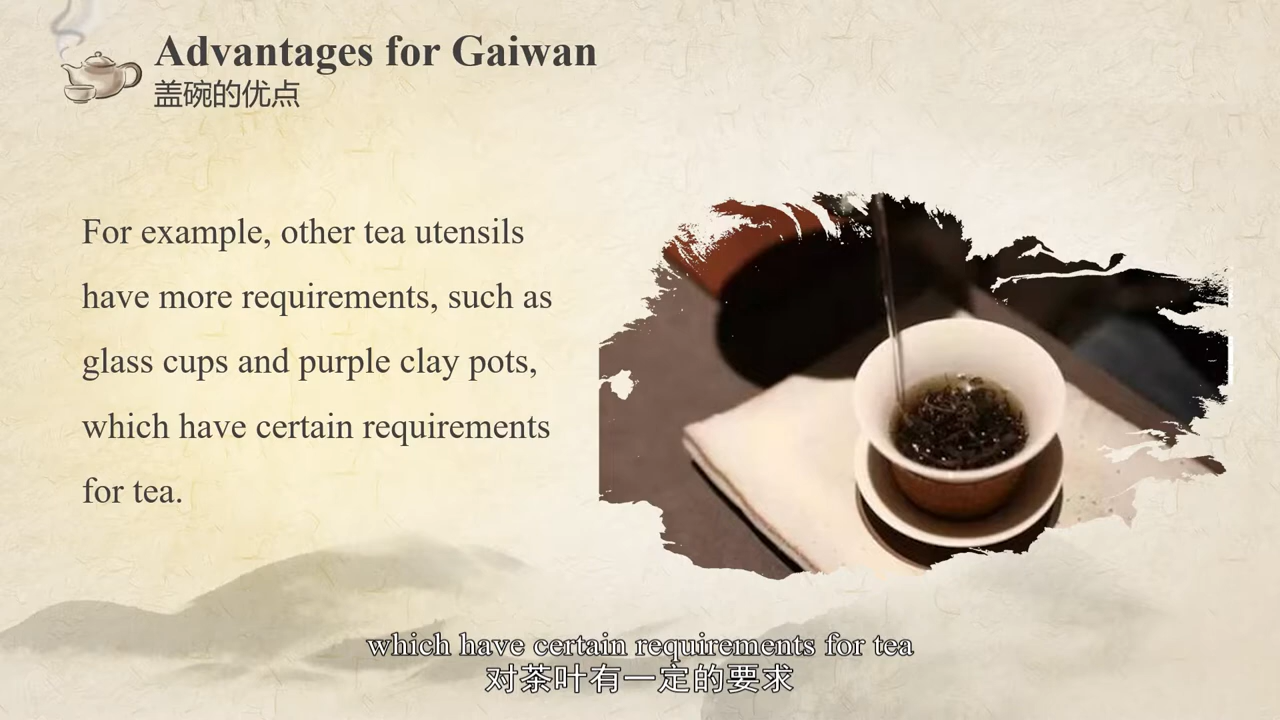 Advantages for Gaiwan
盖碗的优点
For example, other tea utensils
have more requirements, such as
glass cups and purple clay pots,
which have certain requirements
for tea.
which have certain requirements for tea
对茶叶有一定的要求